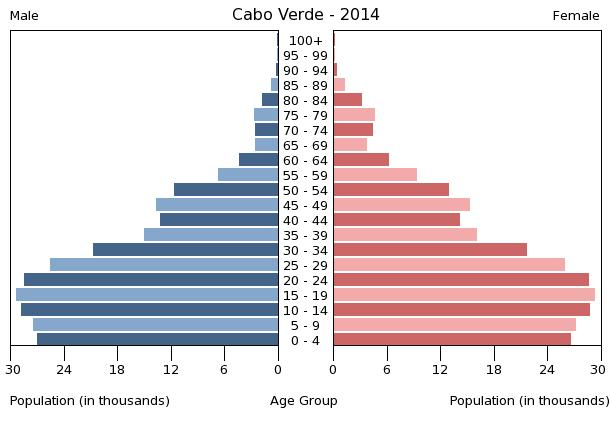 Cabo Verde - 2014
Male
Female
100+
95 - 99
90 - 94
85 - 89
80 - 84
75 - 79
70 - 74
65 - 69
60 - 64
55 - 59
50 - 54
45 - 49
40 - 44
35 - 39
30 - 34
25 - 29
20 - 24
15 - 19
10 - 14
5 - 9
0 - 4
30 24 18 12 6 0 0 6 12 18 24 30
Population (in thousands) Age Group Population (in thousands)